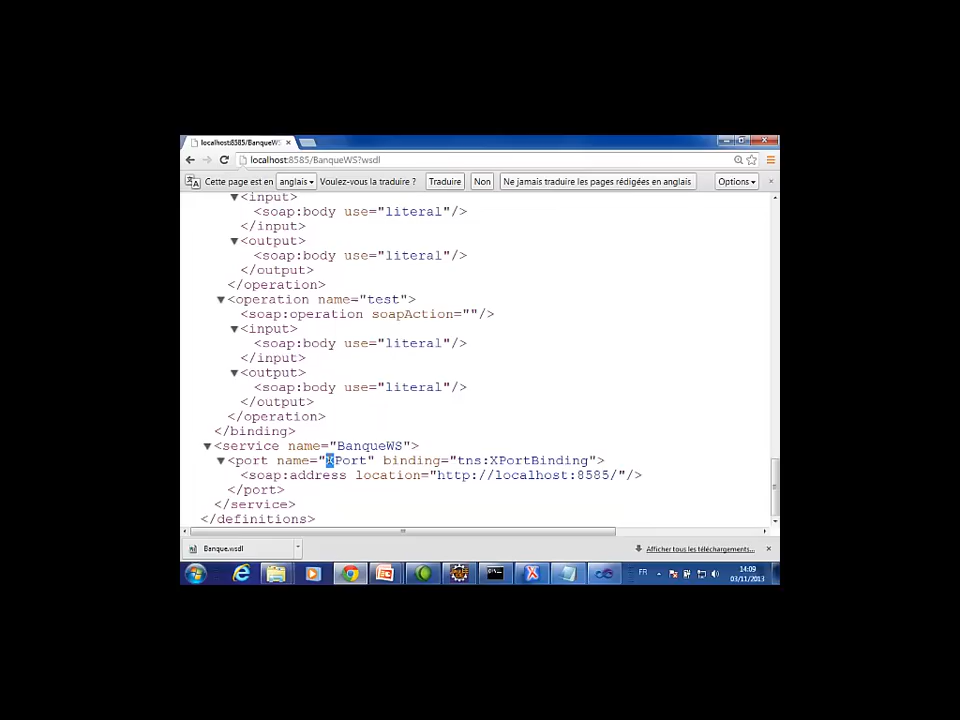 localhost:8585/BanqueWS
localhost:8585/BanqueWS?wsdl
Cette page est en anglais Voulez-vous la traduire ? Traduire Non Ne jamais traduire les pages rédigées en anglais Options
<input>
<soap:body use="literal"/>
</input>
<output>
<soap:body use="literal"/>
</output>
</operation>
<operation name="test">
<soap:operation soapAction=""/>
<input>
<soap:body use="literal"/>
</input>
<output>
<soap:body use="literal"/>
</output>
</operation>
</binding>
<service name="BanqueWS">
<port name="XPort" binding="tns:XPortBinding">
<soap:address location="http://localhost:8585/"/>
</port>
</service>
</definitions>
Banque.wsdl
Afficher tous les téléchargements...
FR
14:09
03/11/2013